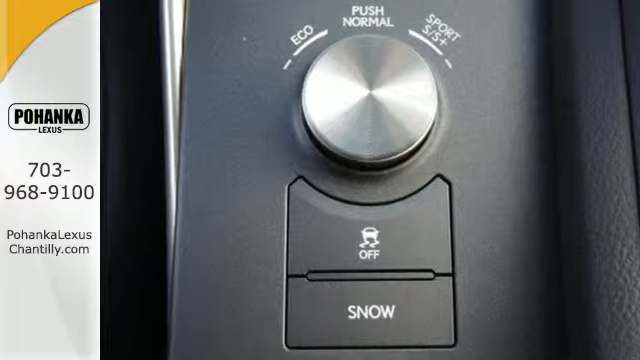 POHANKA
LEXUS
703-
968-9100
PohankaLexus
Chantilly.com
PUSH
NORMAL
ECO
SPORT
S/S+
OFF
SNOW